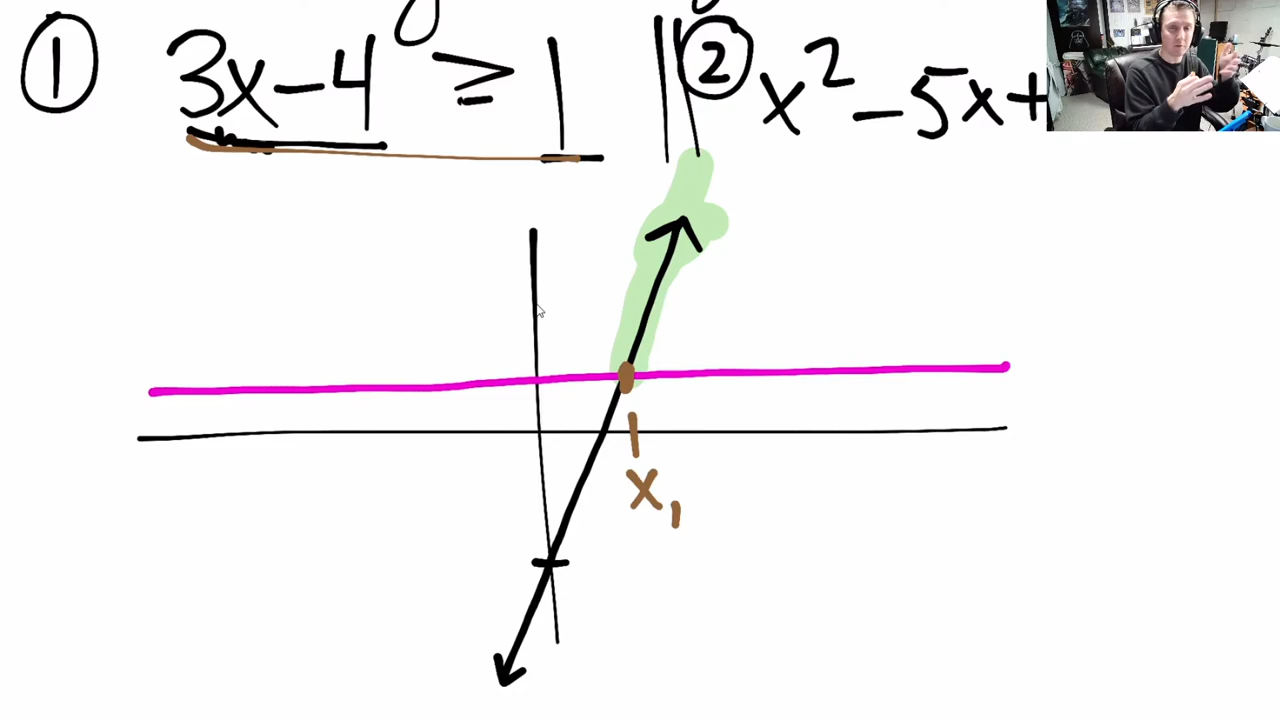 ① 3x-4 ≥ 1 ② x² - 5x+
x₁